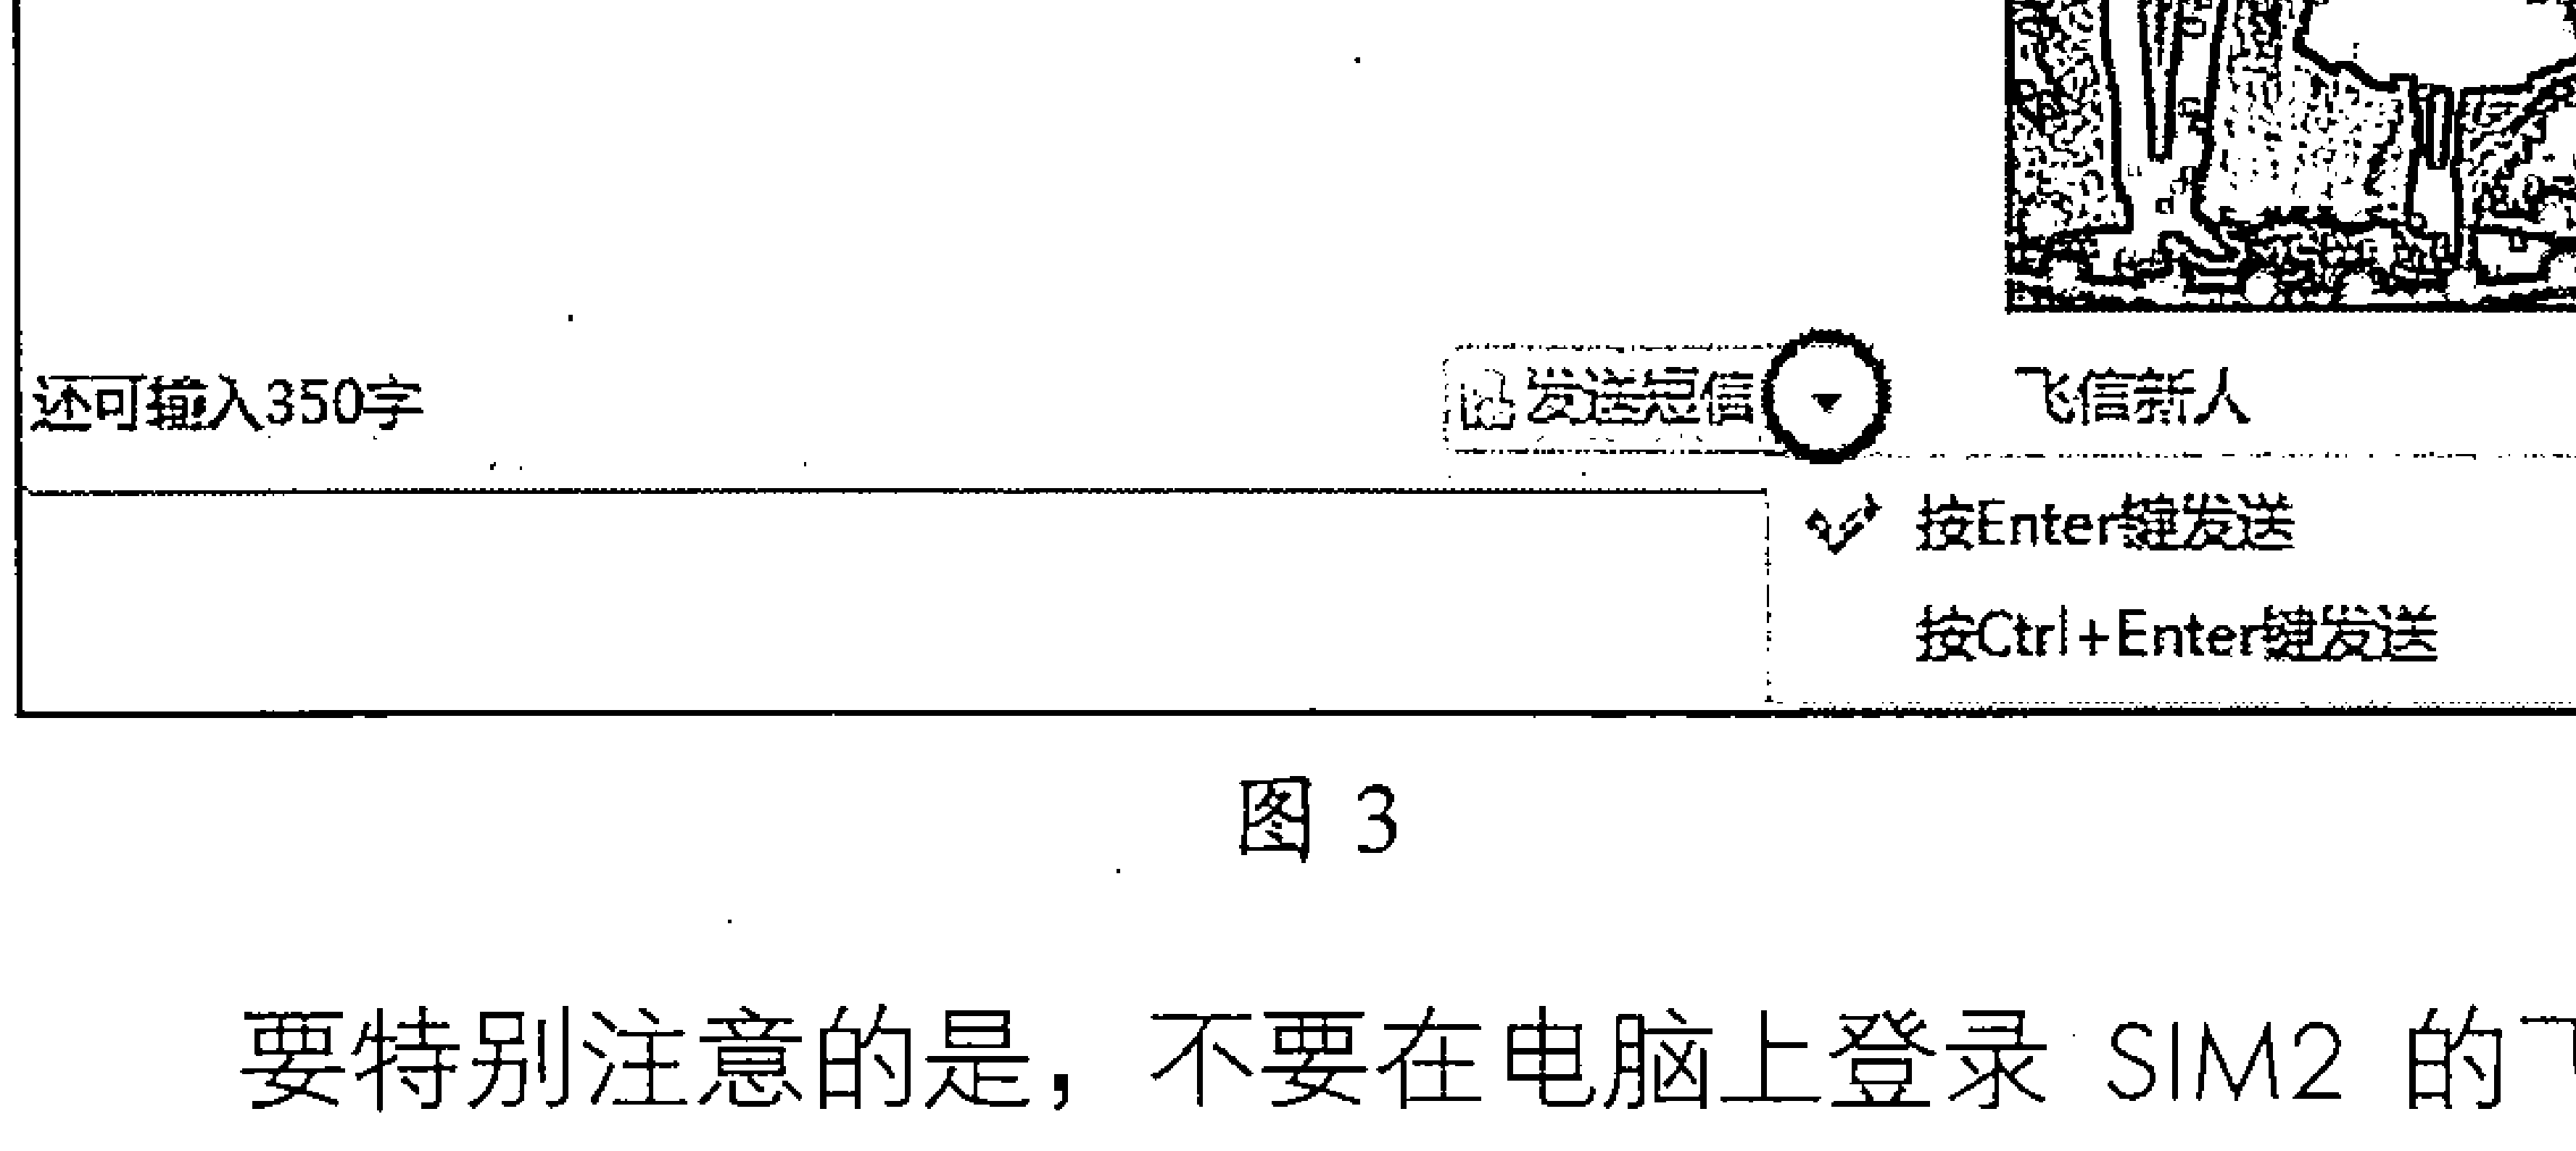 还可输入350字 发送短信 飞信新人
按Enter键发送
按Ctrl+Enter键发送
图 3
要特别注意的是，不要在电脑上登录 SIM2 的